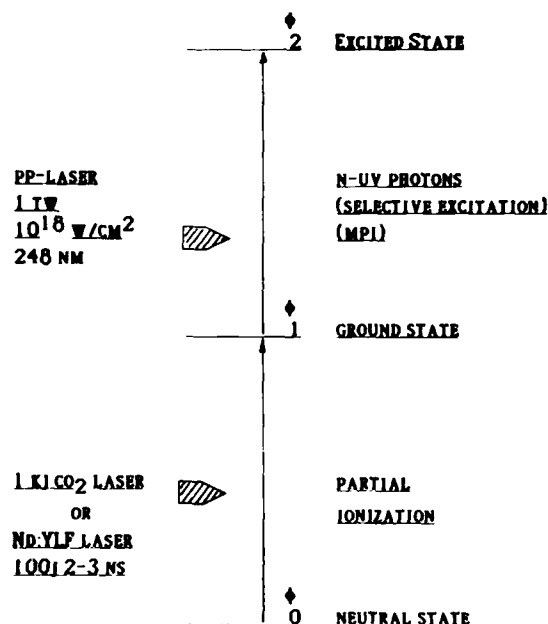 ♦
2 EXCITED STATE
PP-LASER
1 TW
10^18 W/CM^2
248 NM
N-UV PHOTONS
(SELECTIVE EXCITATION)
(MPI)
♦
1 GROUND STATE
1 KJ CO2 LASER
OR
ND:YLF LASER
100J 2-3 NS
PARTIAL
IONIZATION
♦
0 NEUTRAL STATE